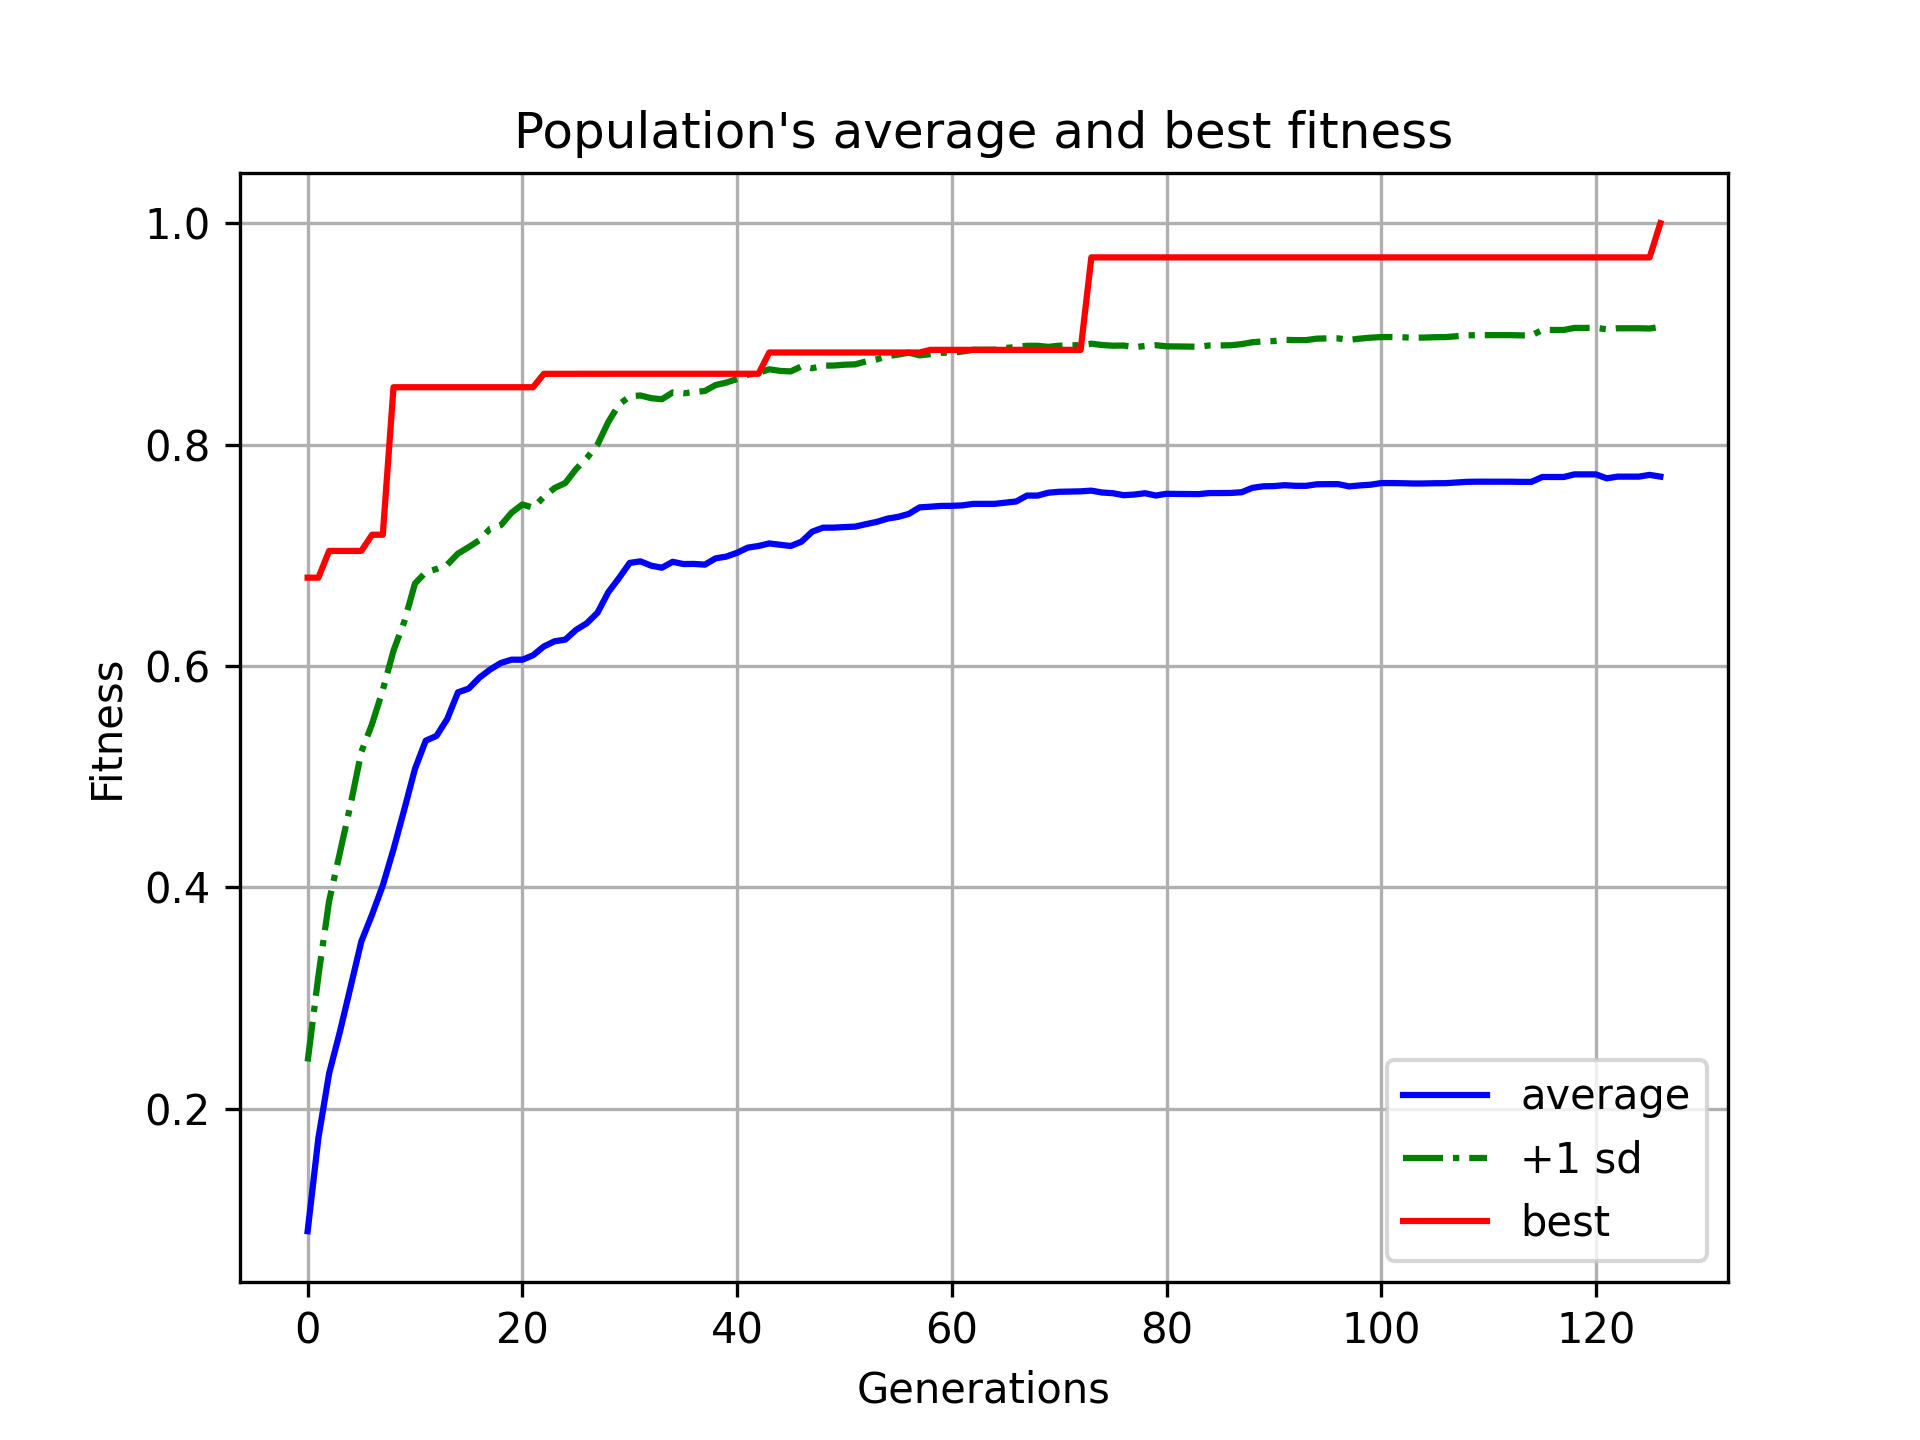 Population's average and best fitness
1.0
0.8
0.6
0.4
0.2
Fitness
0 20 40 60 80 100 120
Generations
average
+1 sd
best